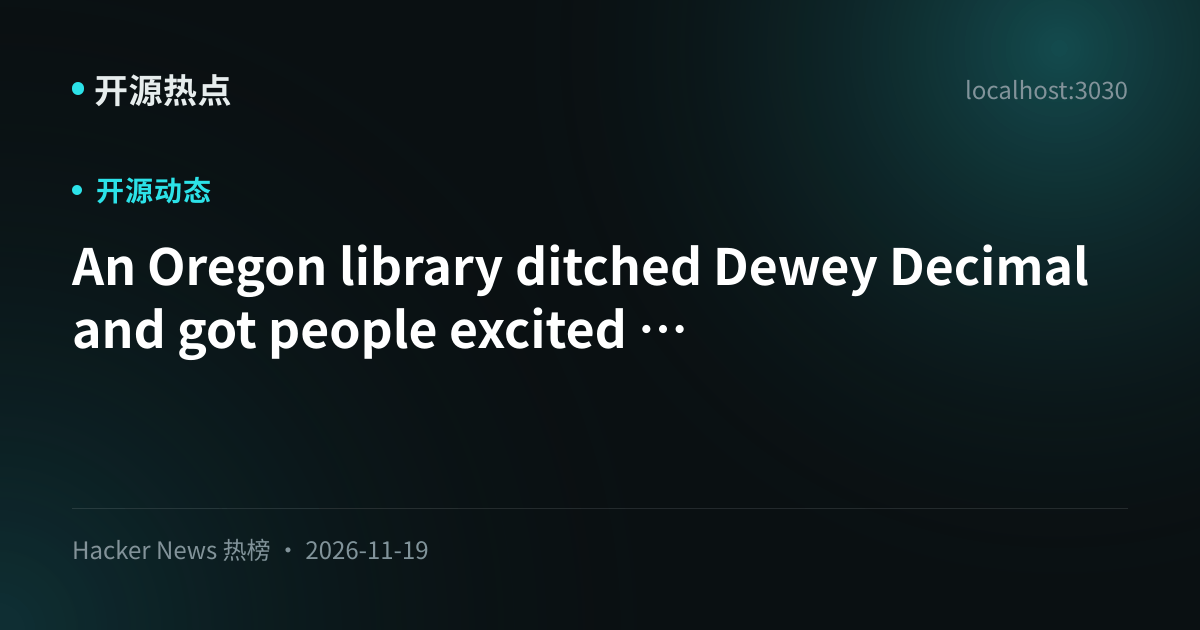 开源热点
localhost:3030
开源动态
An Oregon library ditched Dewey Decimal
and got people excited ⋯
Hacker News 热榜 · 2026-11-19